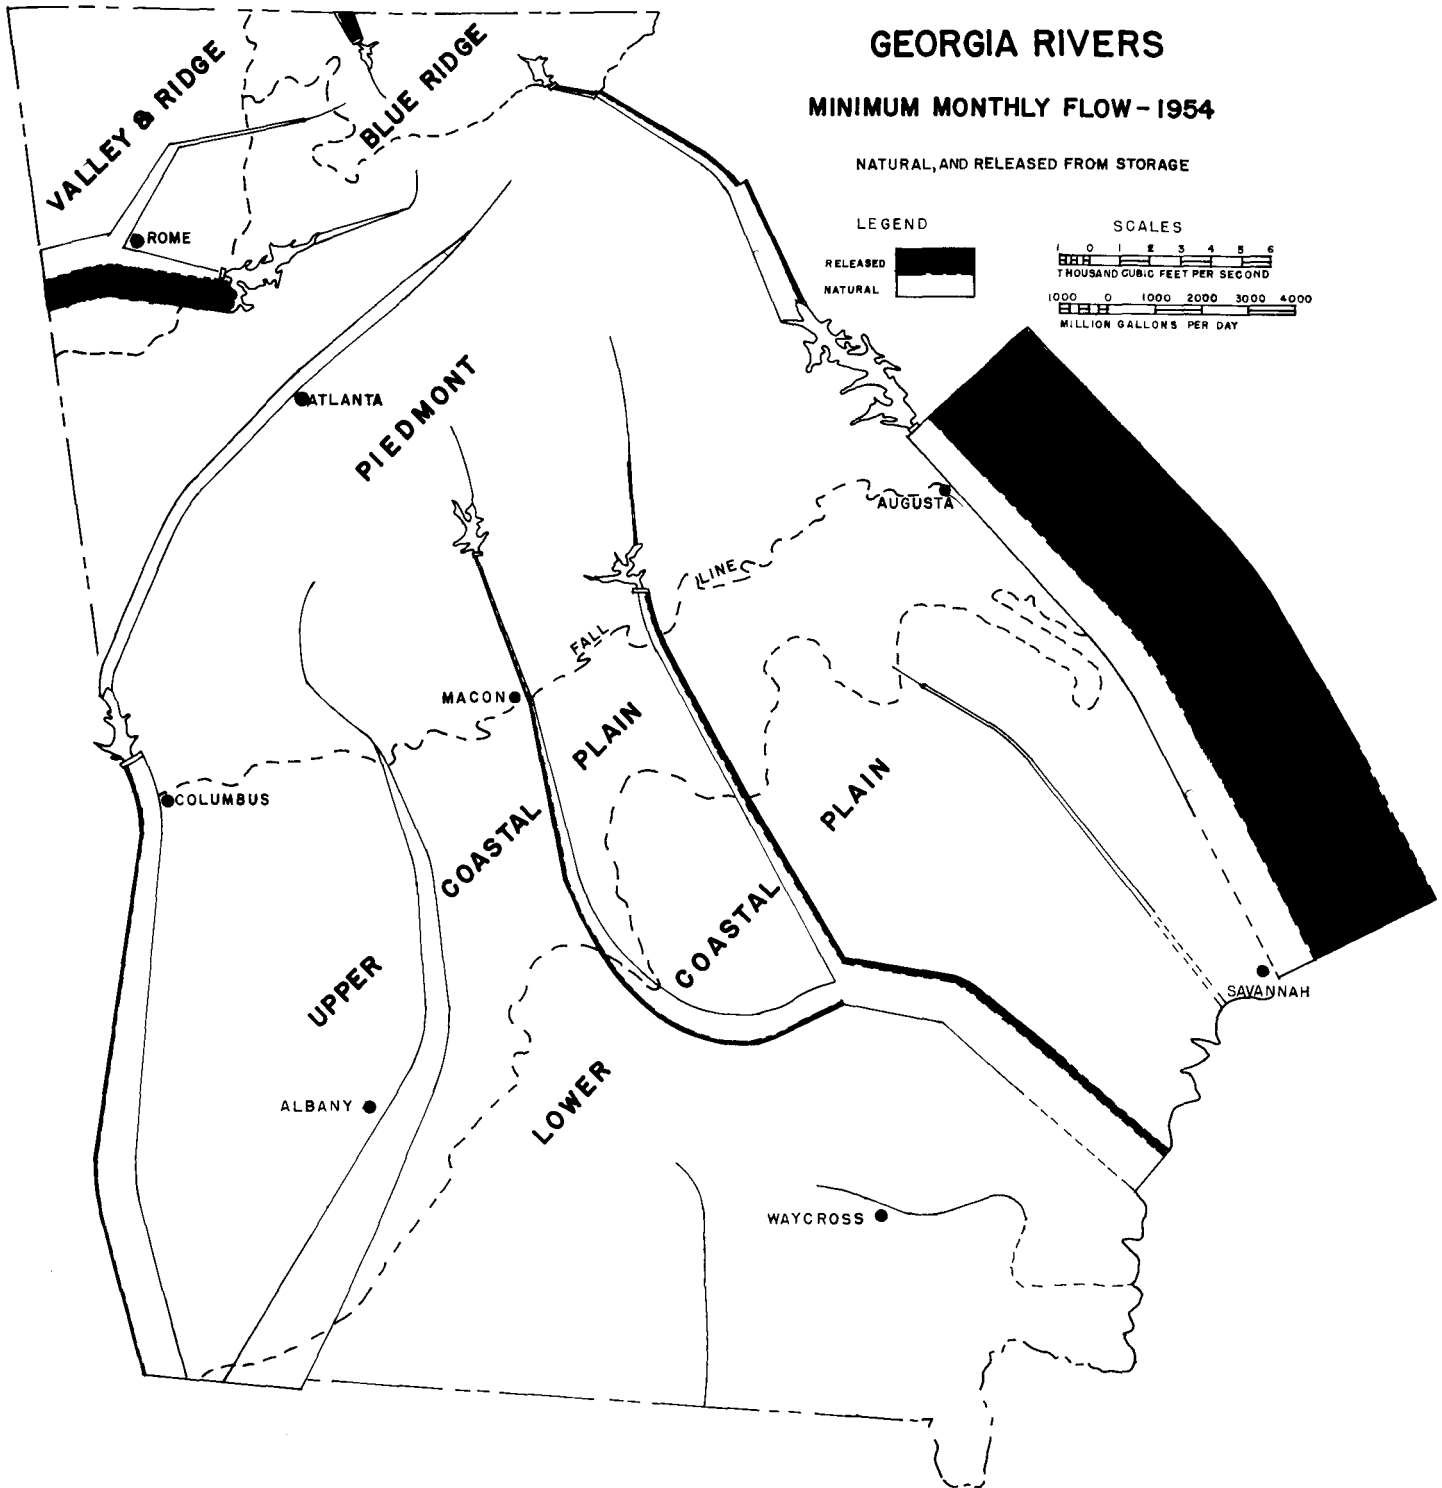 GEORGIA RIVERS
MINIMUM MONTHLY FLOW - 1954
NATURAL, AND RELEASED FROM STORAGE
LEGEND
RELEASED
NATURAL
SCALES
1 0 1 2 3 4 5 6
THOUSAND CUBIC FEET PER SECOND
1000 0 1000 2000 3000 4000
MILLION GALLONS PER DAY
VALLEY & RIDGE
BLUE RIDGE
ROME
ATLANTA
PIEDMONT
AUGUSTA
FALL LINE
MACON
COLUMBUS
UPPER COASTAL PLAIN
LOWER COASTAL PLAIN
SAVANNAH
ALBANY
WAYCROSS